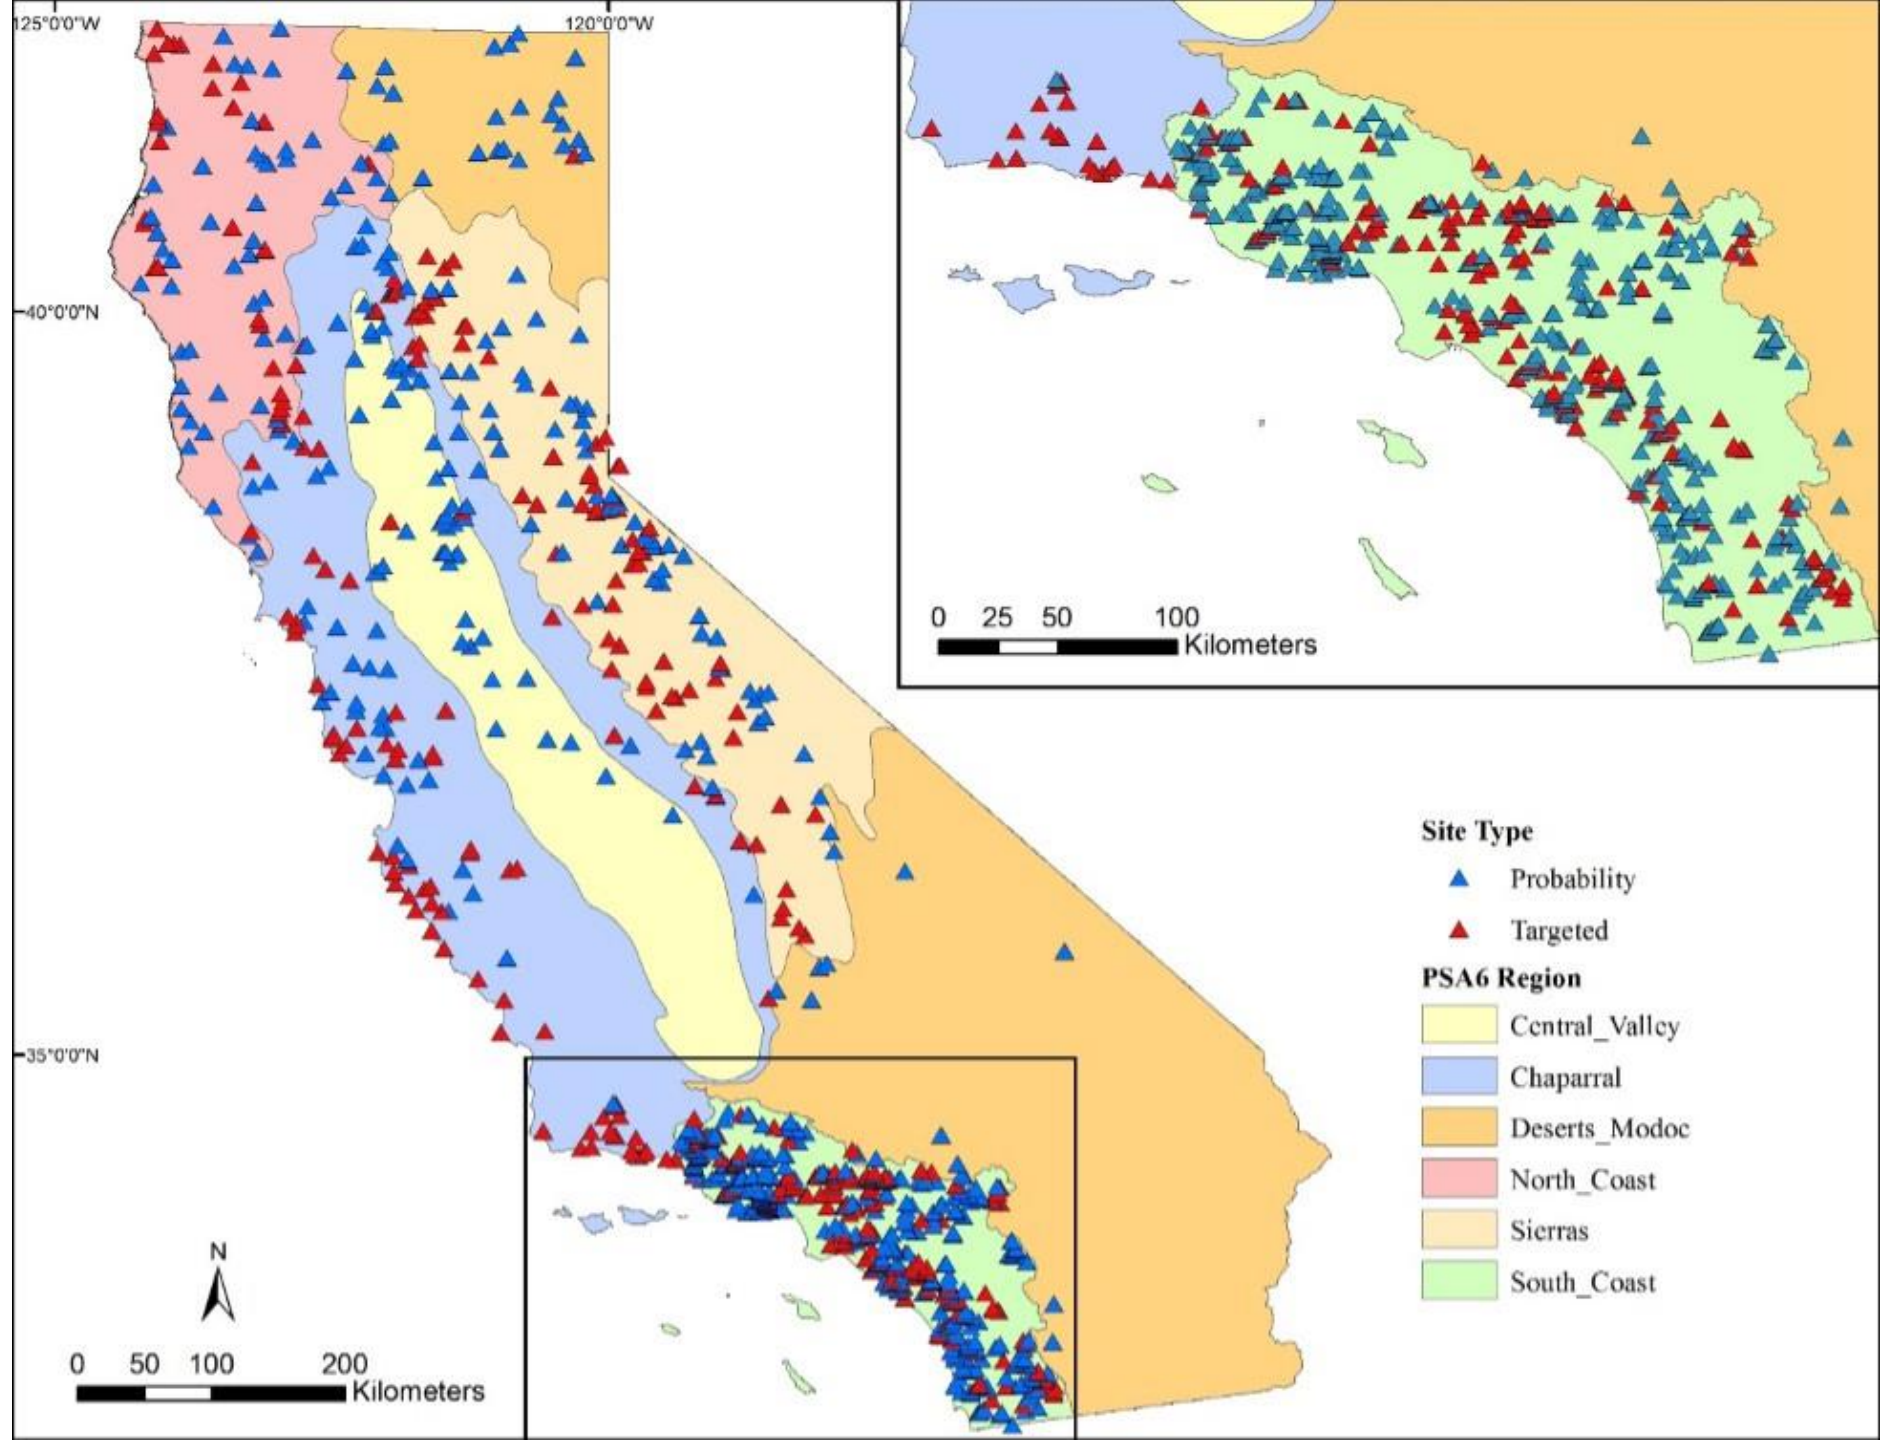 125°0'0"W
120°0'0"W
40°0'0"N
35°0'0"N
0 25 50 100
Kilometers
Site Type
Probability
Targeted
PSA6 Region
Central_Valley
Chaparral
Deserts_Modoc
North_Coast
Sierras
South_Coast
N
0 50 100 200
Kilometers